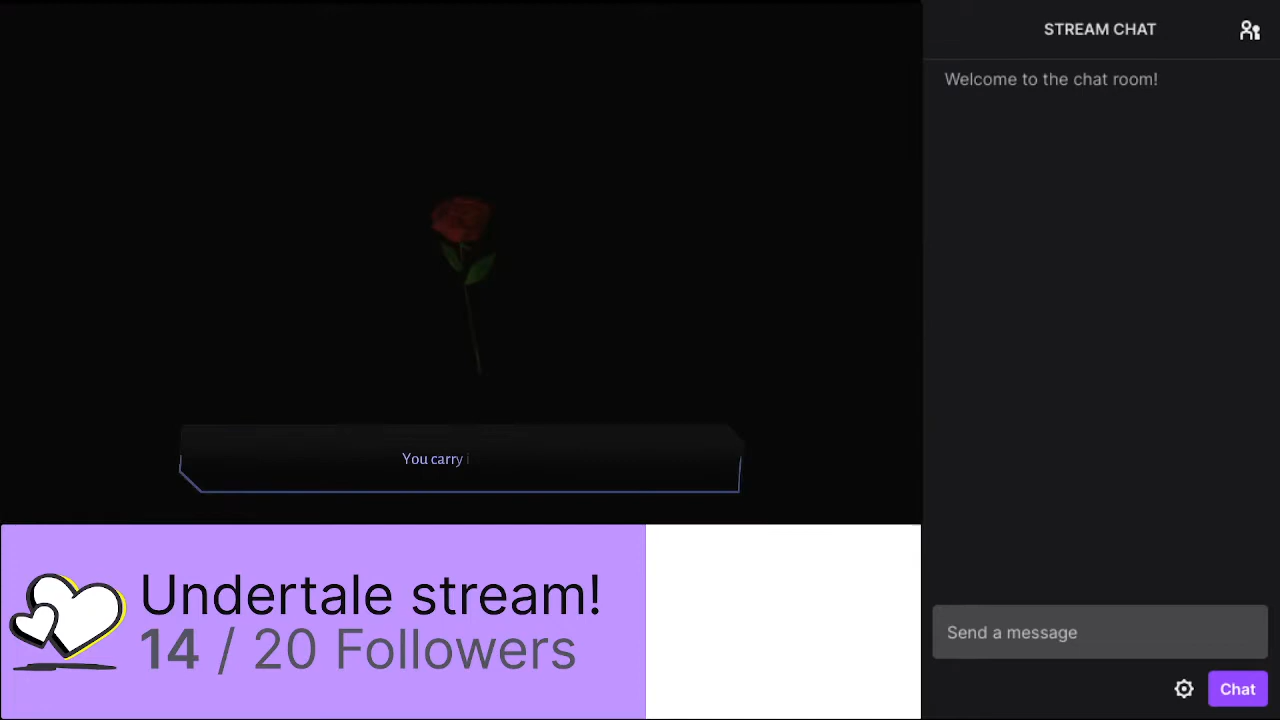 STREAM CHAT
Welcome to the chat room!
You carry i
Undertale stream!
14 / 20 Followers
Send a message
Chat